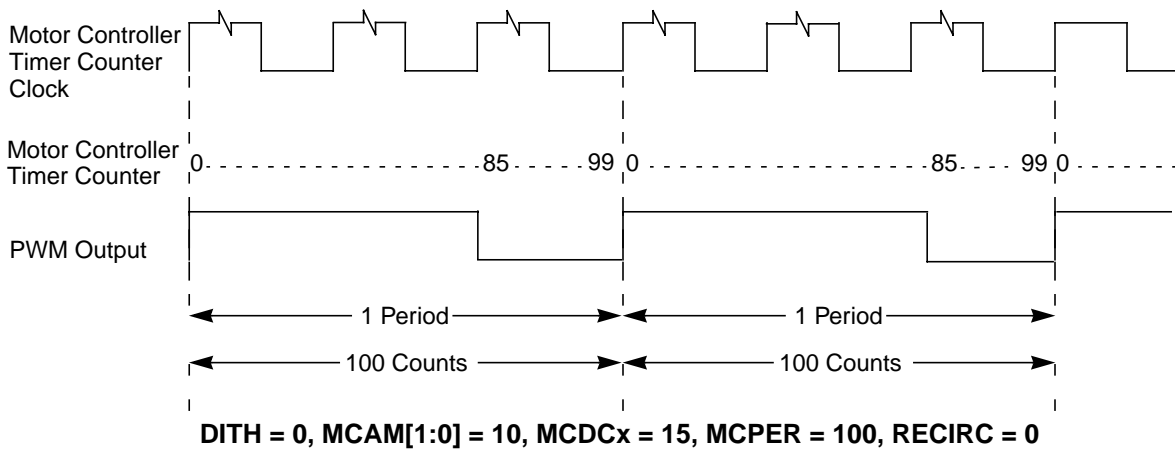 Motor Controller
Timer Counter
Clock
Motor Controller
Timer Counter
0 85 99 0 85 99 0
PWM Output
1 Period 1 Period
100 Counts 100 Counts
DITH = 0, MCAM[1:0] = 10, MCDCx = 15, MCPER = 100, RECIRC = 0